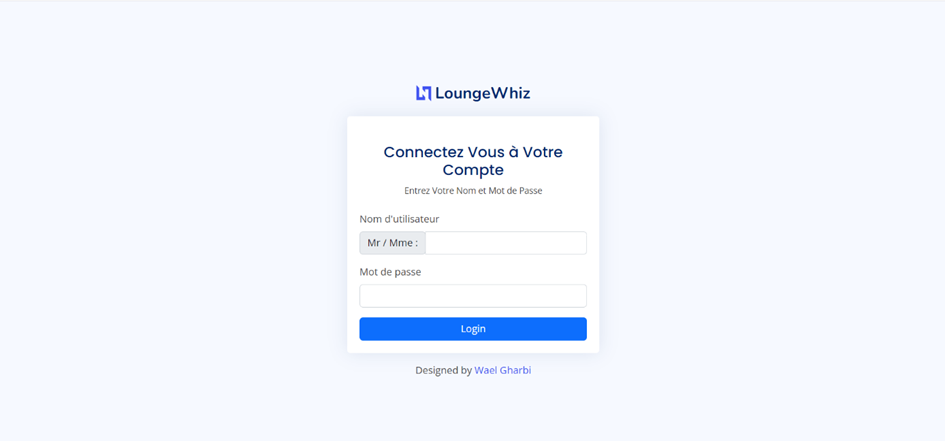 LoungeWhiz
Connectez Vous à Votre
Compte
Entrez Votre Nom et Mot de Passe
Nom d'utilisateur
Mr / Mme :
Mot de passe
Login
Designed by Wael Gharbi